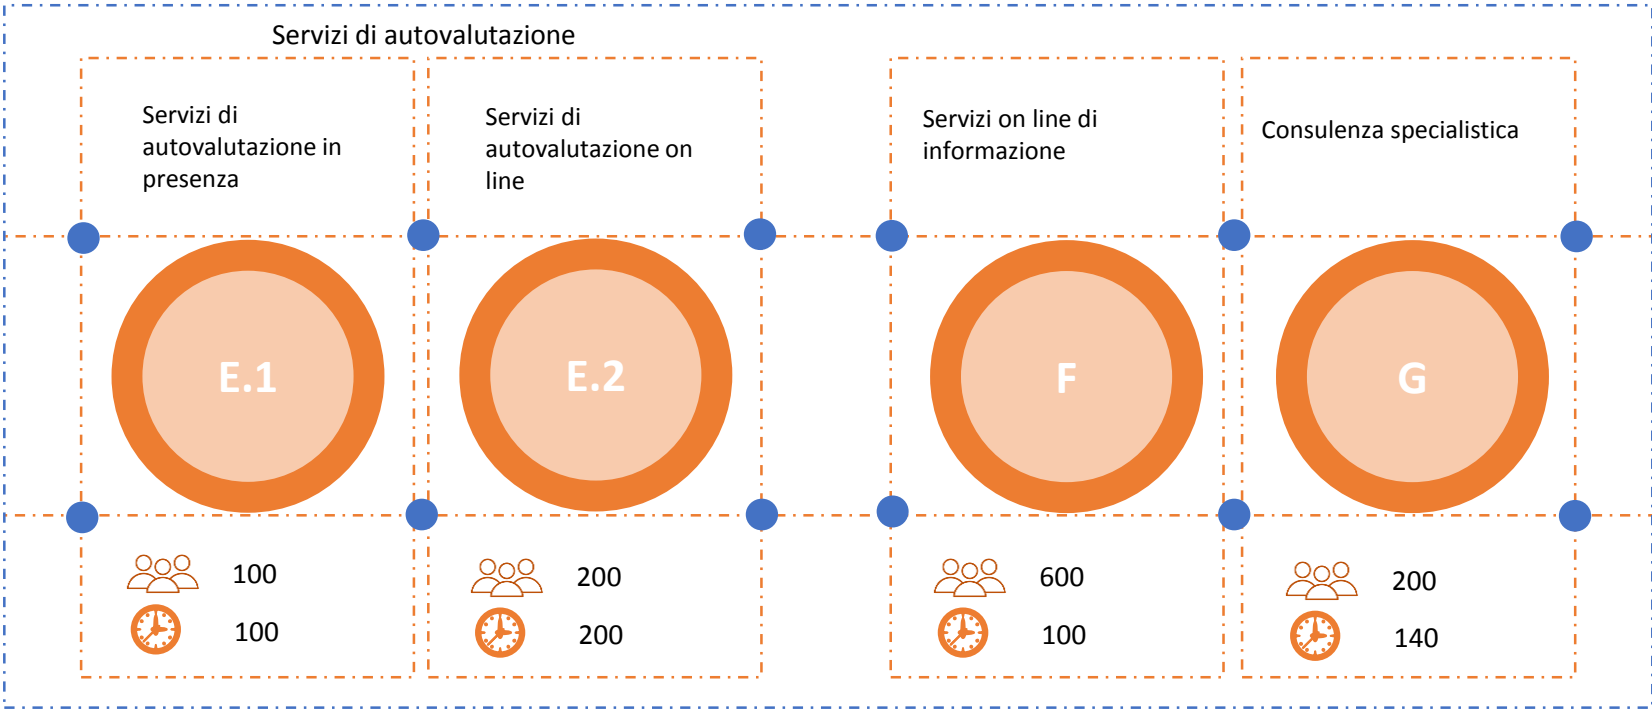 Servizi di autovalutazione
Servizi di
autovalutazione in
presenza
Servizi di
autovalutazione on
line
Servizi on line di
informazione
Consulenza specialistica
E.1
E.2
F
G
100
100
200
200
600
100
200
140